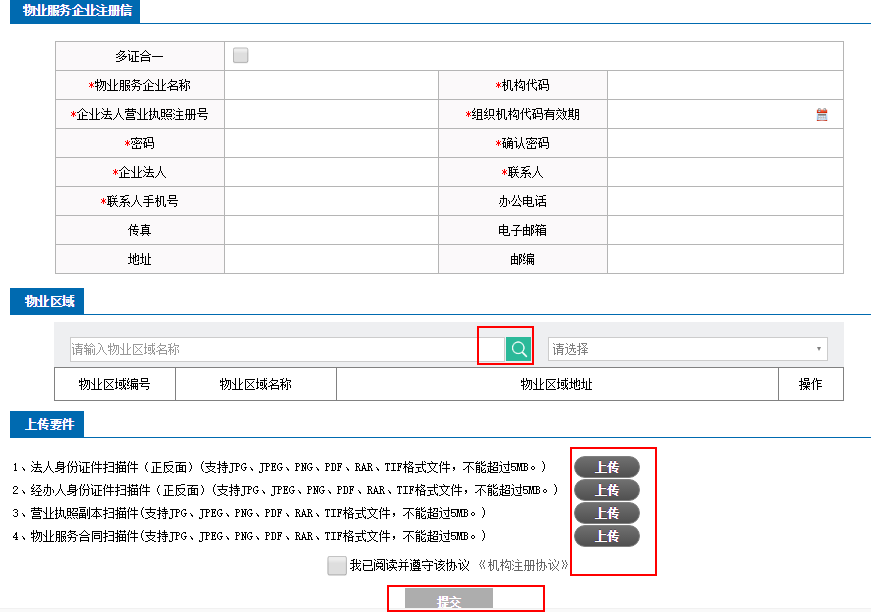 物业服务企业注册信
多证合一
*物业服务企业名称 *机构代码
*企业法人营业执照注册号 *组织机构代码有效期
*密码 *确认密码
*企业法人 *联系人
*联系人手机号 办公电话
传真 电子邮箱
地址 邮编
物业区域
请输入物业区域名称 请选择
物业区域编号 物业区域名称 物业区域地址 操作
上传要件
1、法人身份证件扫描件（正反面）(支持JPG、JPEG、PNG、PDF、RAR、TIF格式文件，不能超过5MB。) 上传
2、经办人身份证件扫描件（正反面）(支持JPG、JPEG、PNG、PDF、RAR、TIF格式文件，不能超过5MB。) 上传
3、营业执照副本扫描件(支持JPG、JPEG、PNG、PDF、RAR、TIF格式文件，不能超过5MB。) 上传
4、物业服务合同扫描件(支持JPG、JPEG、PNG、PDF、RAR、TIF格式文件，不能超过5MB。) 上传
我已阅读并遵守该协议 《机构注册协议》
提交